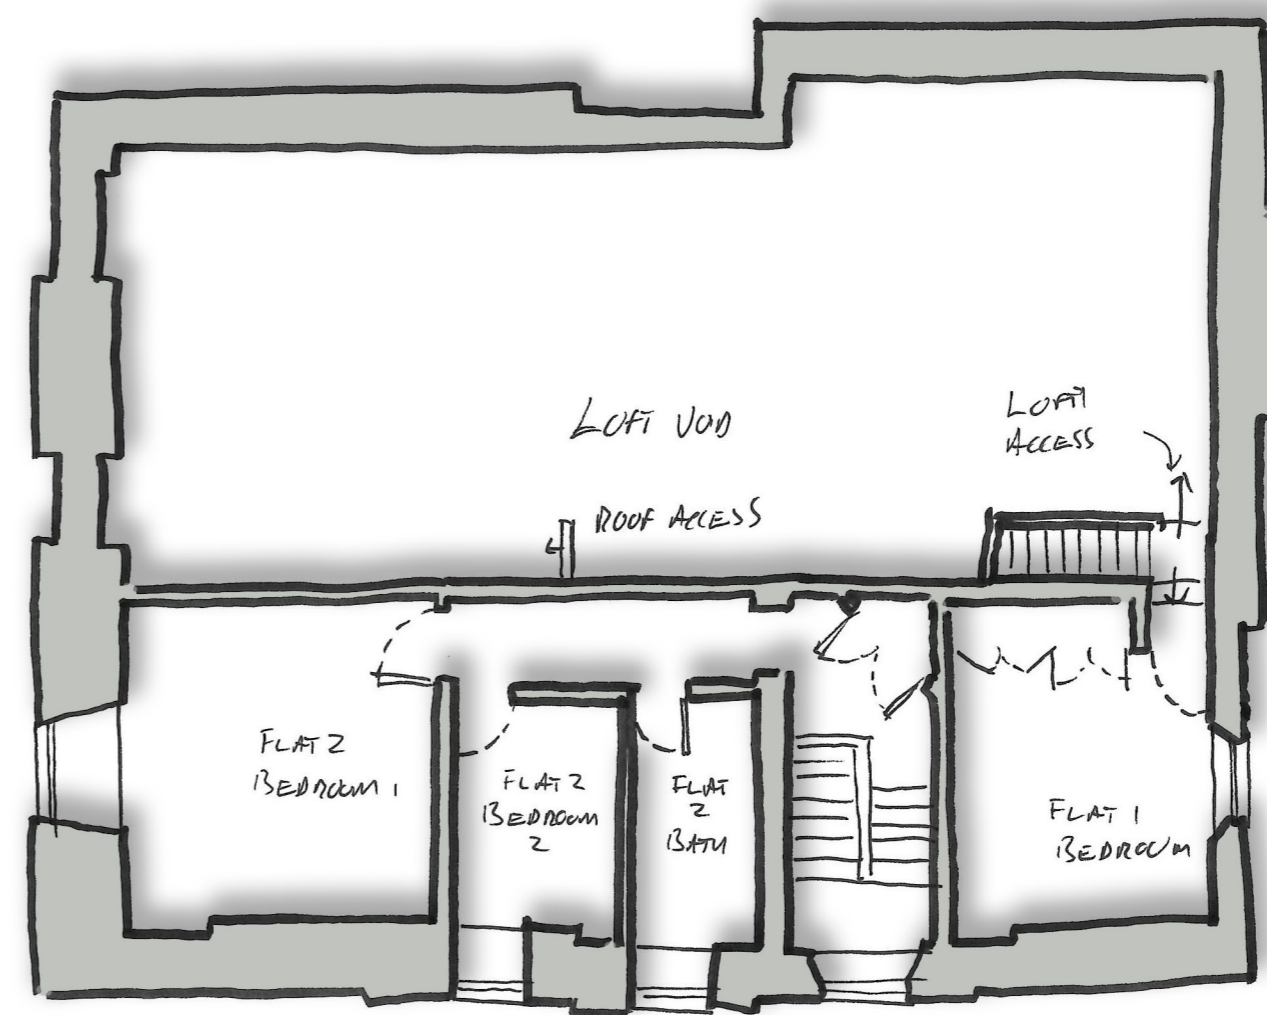 LOFT VOID
LOFT
ACCESS
ROOF ACCESS
FLAT 2
BEDROOM 1
FLAT 2
BEDROOM
2
FLAT
2
BATH
FLAT 1
BEDROOM